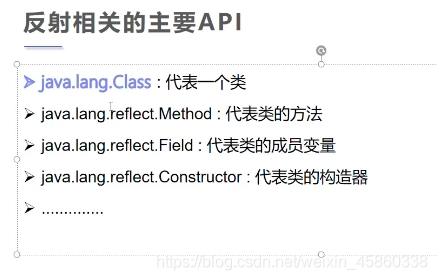 反射相关的主要API
➢ java.lang.Class : 代表一个类
➢ java.lang.reflect.Method : 代表类的方法
➢ java.lang.reflect.Field : 代表类的成员变量
➢ java.lang.reflect.Constructor : 代表类的构造器
➢ ..............
https://blog.csdn.net/weixin_45860338